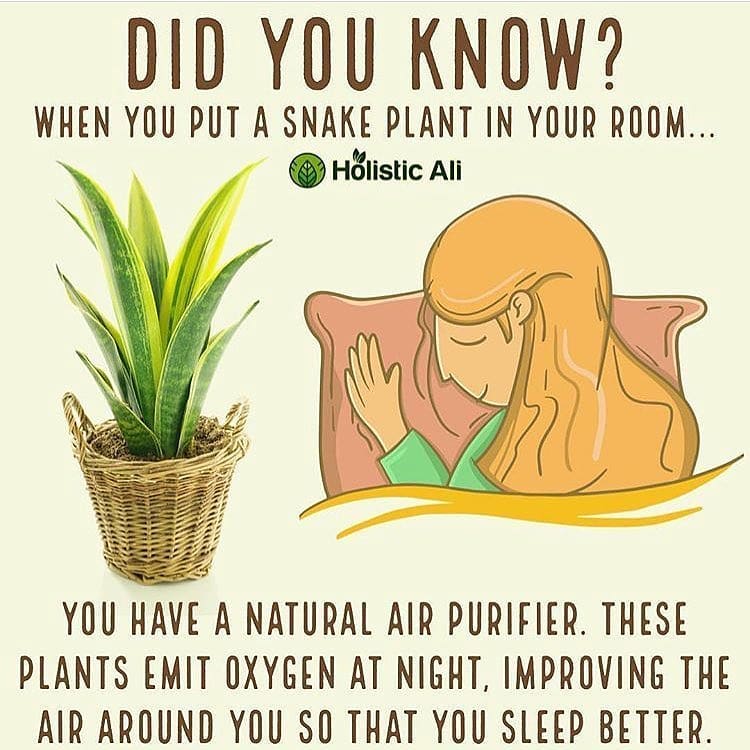 DID YOU KNOW?
WHEN YOU PUT A SNAKE PLANT IN YOUR ROOM...
Holistic Ali
YOU HAVE A NATURAL AIR PURIFIER. THESE
PLANTS EMIT OXYGEN AT NIGHT, IMPROVING THE
AIR AROUND YOU SO THAT YOU SLEEP BETTER.